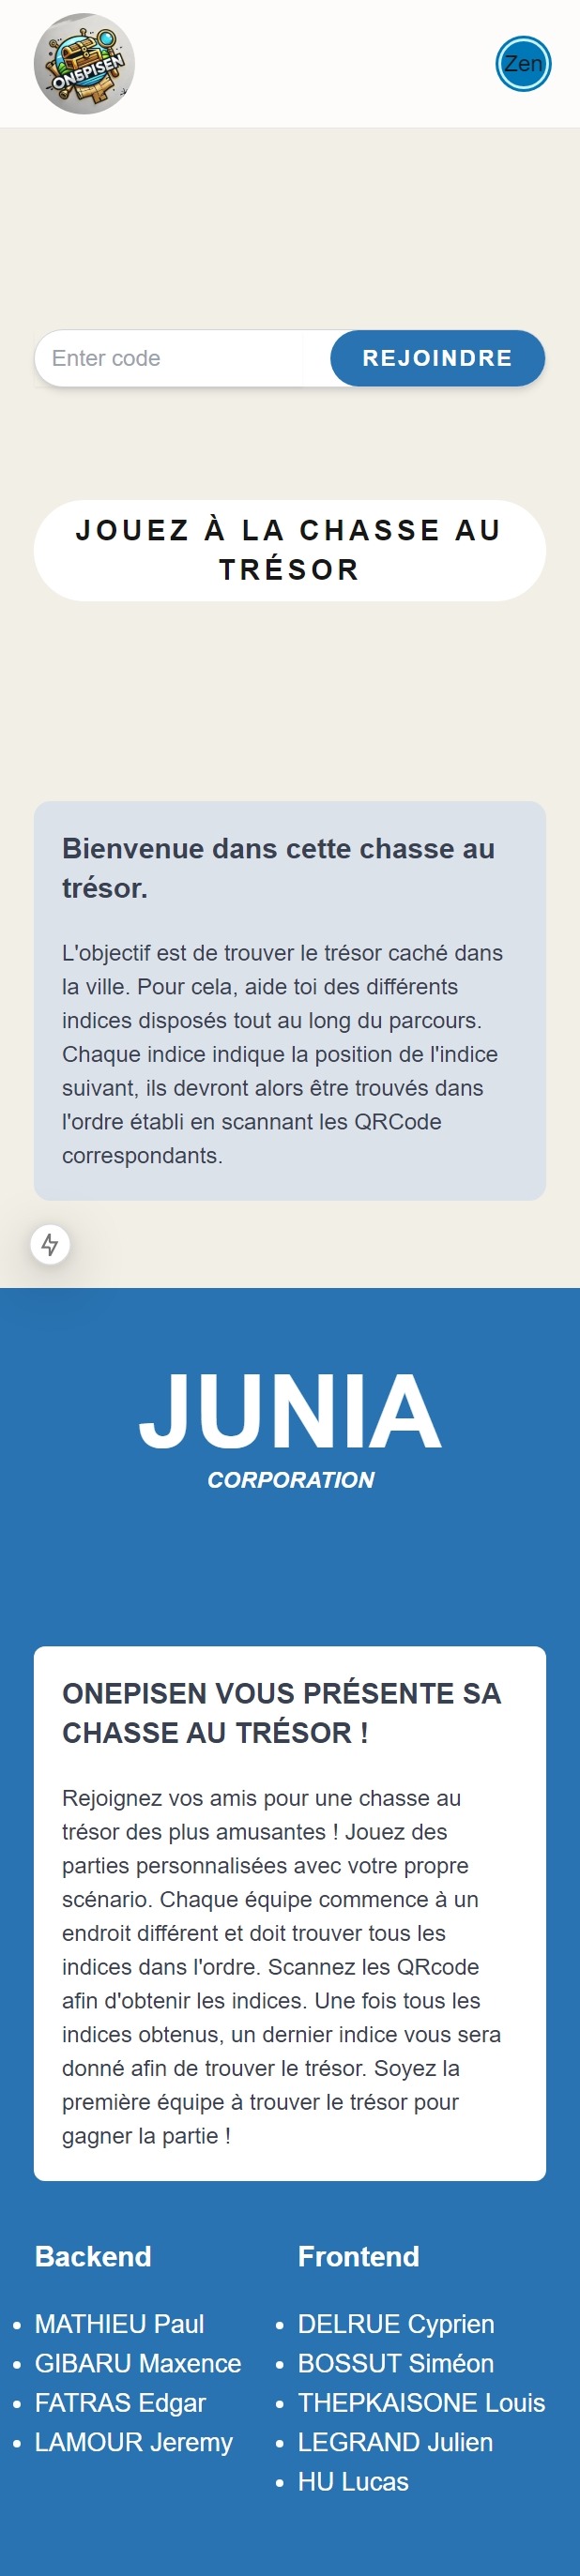 ONEPISEN
Zen
Enter code
REJOINDRE
JOUEZ À LA CHASSE AU
TRÉSOR
Bienvenue dans cette chasse au
trésor.
L'objectif est de trouver le trésor caché dans
la ville. Pour cela, aide toi des différents
indices disposés tout au long du parcours.
Chaque indice indique la position de l'indice
suivant, ils devront alors être trouvés dans
l'ordre établi en scannant les QRCode
correspondants.
JUNIA
CORPORATION
ONEPISEN VOUS PRÉSENTE SA
CHASSE AU TRÉSOR !
Rejoignez vos amis pour une chasse au
trésor des plus amusantes ! Jouez des
parties personnalisées avec votre propre
scénario. Chaque équipe commence à un
endroit différent et doit trouver tous les
indices dans l'ordre. Scannez les QRcode
afin d'obtenir les indices. Une fois tous les
indices obtenus, un dernier indice vous sera
donné afin de trouver le trésor. Soyez la
première équipe à trouver le trésor pour
gagner la partie !
Backend
MATHIEU Paul
GIBARU Maxence
FATRAS Edgar
LAMOUR Jeremy
Frontend
DELRUE Cyprien
BOSSUT Siméon
THEPKAISONE Louis
LEGRAND Julien
HU Lucas